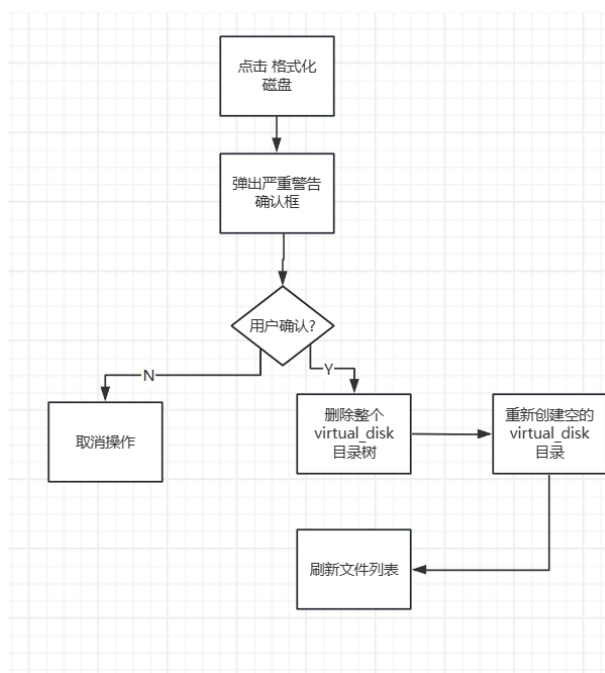 点击 格式化
磁盘
弹出严重警告
确认框
用户确认?
N
Y
取消操作
删除整个
virtual_disk
目录树
重新创建空的
virtual_disk
目录
刷新文件列表